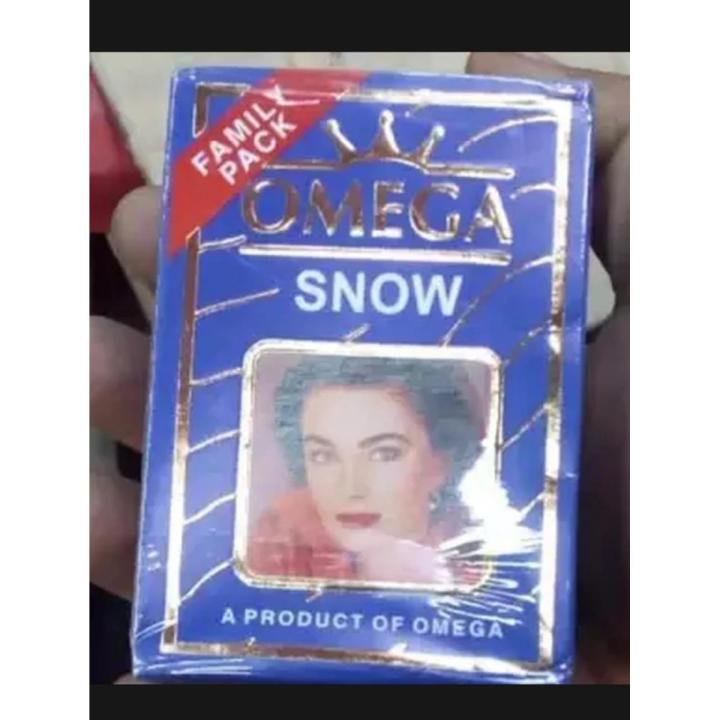 FAMILY
PACK
OMEGA
SNOW
A PRODUCT OF OMEGA